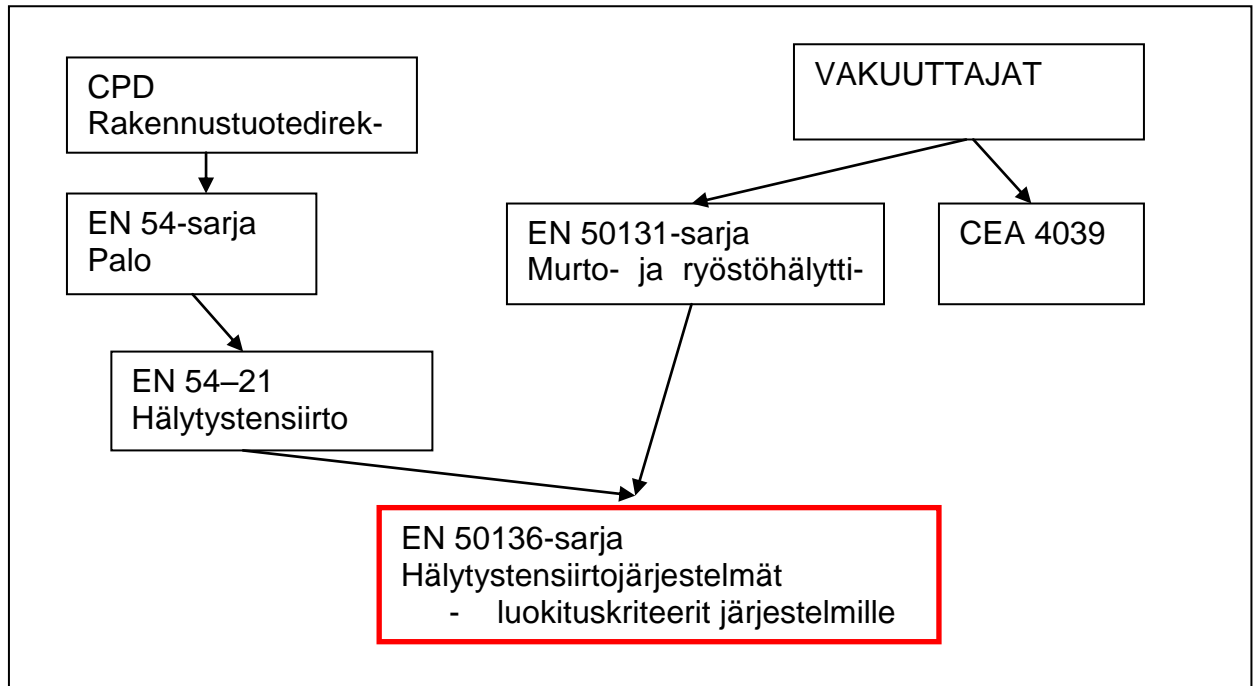 CPD
Rakennustuotedirek-
VAKUUTTAJAT
EN 54-sarja
Palo
EN 50131-sarja
Murto- ja ryöstöhälytti-
CEA 4039
EN 54–21
Hälytystensiirto
EN 50136-sarja
Hälytystensiirtojärjestelmät
- luokituskriteerit järjestelmille